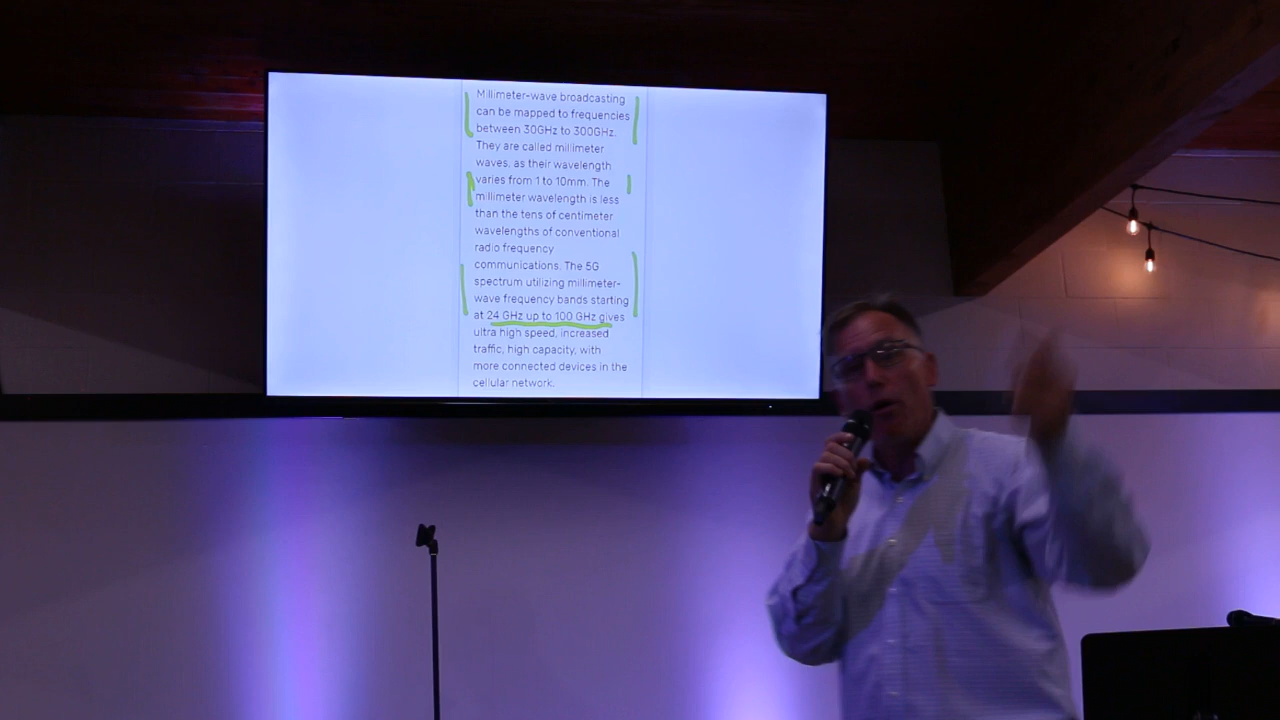 Millimeter-wave broadcasting
can be mapped to frequencies
between 30GHz to 300GHz.
They are called millimeter
waves, as their wavelength
varies from 1 to 10mm. The
millimeter wavelength is less
than the tens of centimeter
wavelengths of conventional
radio frequency
communications. The 5G
spectrum utilizing millimeter-
wave frequency bands starting
at 24 GHz up to 100 GHz gives
ultra high speed, increased
traffic, high capacity, with
more connected devices in the
cellular network.